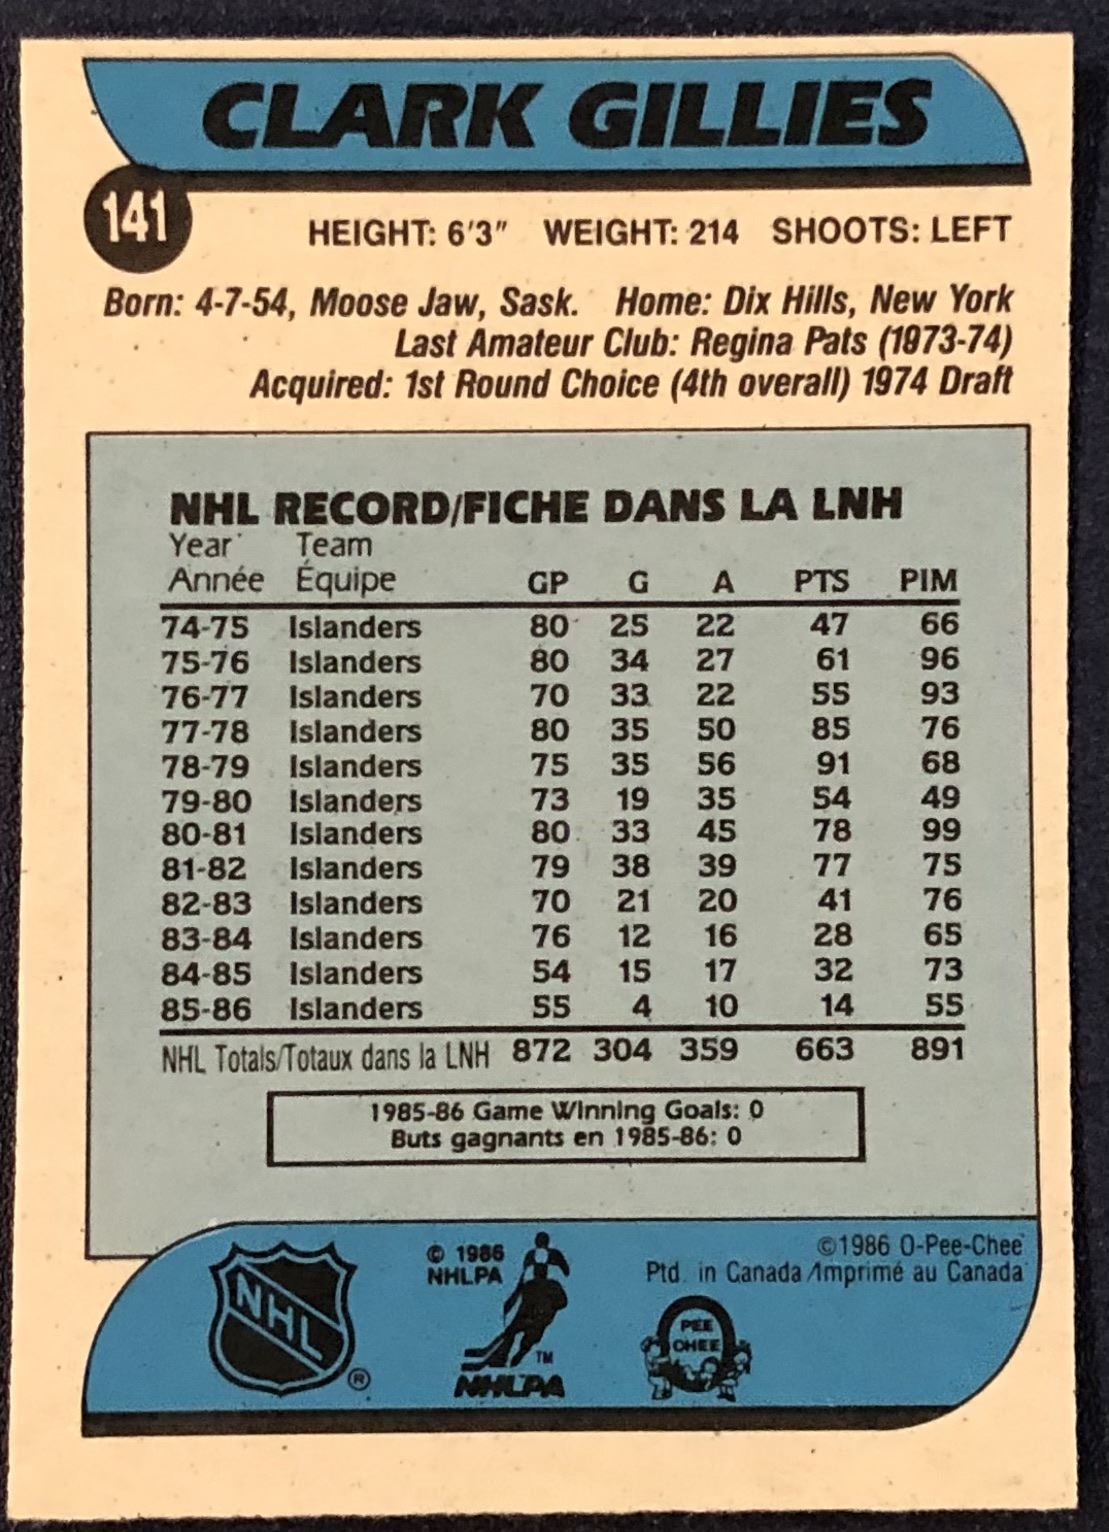 CLARK GILLIES
141
HEIGHT: 6'3" WEIGHT: 214 SHOOTS: LEFT
Born: 4-7-54, Moose Jaw, Sask. Home: Dix Hills, New York
Last Amateur Club: Regina Pats (1973-74)
Acquired: 1st Round Choice (4th overall) 1974 Draft
NHL RECORD/FICHE DANS LA LNH
Year Team
Année Équipe GP G A PTS PIM
74-75 Islanders 80 25 22 47 66
75-76 Islanders 80 34 27 61 96
76-77 Islanders 70 33 22 55 93
77-78 Islanders 80 35 50 85 76
78-79 Islanders 75 35 56 91 68
79-80 Islanders 73 19 35 54 49
80-81 Islanders 80 33 45 78 99
81-82 Islanders 79 38 39 77 75
82-83 Islanders 70 21 20 41 76
83-84 Islanders 76 12 16 28 65
84-85 Islanders 54 15 17 32 73
85-86 Islanders 55 4 10 14 55
NHL Totals/Totaux dans la LNH 872 304 359 663 891
1985-86 Game Winning Goals: 0
Buts gagnants en 1985-86: 0
NHL ®
© 1986
NHLPA
TM
NHLPA
©1986 O-Pee-Chee
Ptd. in Canada/Imprimé au Canada
PEE
CHEE